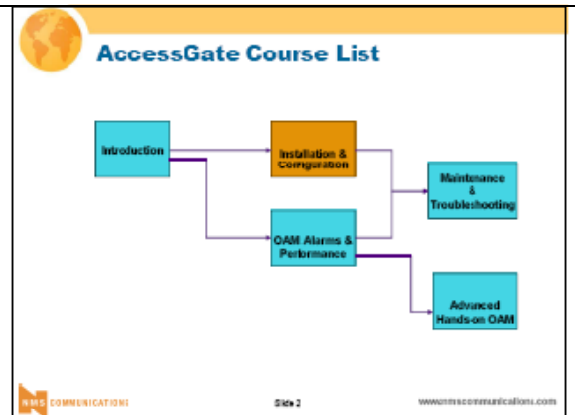 AccessGate Course List
Introduction
Installation &
Configuration
Maintenance
&
Troubleshooting
OAM Alarms &
Performance
Advanced
Hands-on OAM
NMS COMMUNICATIONS
Slide 2
www.nmscommunications.com